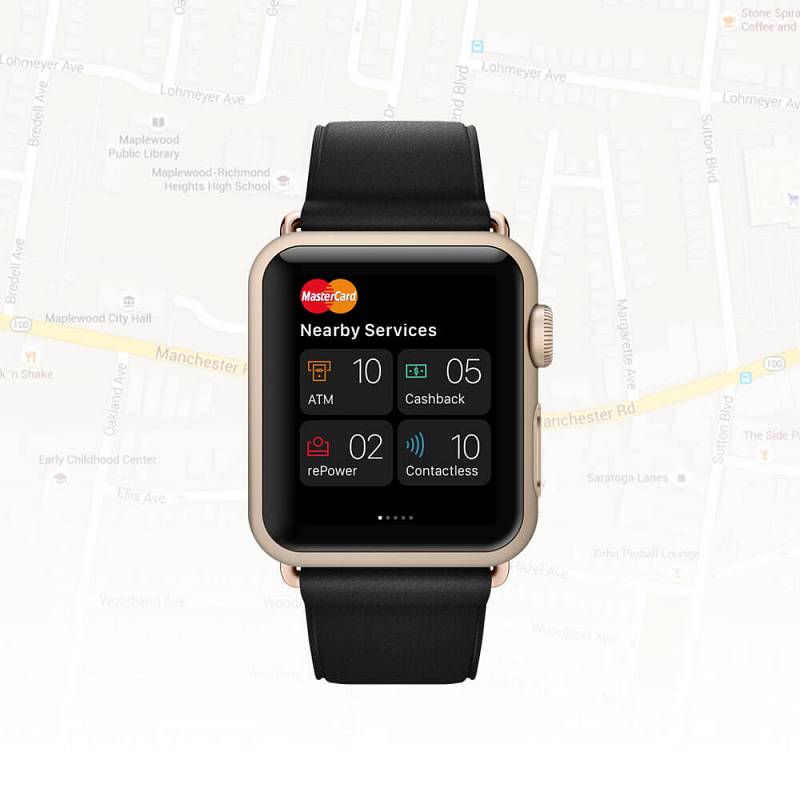 Stone Spira
Coffee and
Lohmeyer Ave
Lohmeyer Ave
Lohmeyer Ave
Lohmeyer Ave
Bredell Ave
Dr
end Blvd
Sutton Blvd
Maplewood
Public Library
Maplewood-Richmond
Heights High School
Bredell Ave
Maplewood City Hall
100
k 'n Shake
Manchester R
Oakland Ave
MasterCard
Nearby Services
10
ATM
05
Cashback
02
rePower
10
Contactless
Margarette Ave
100
Manchester Rd
Sutton Blvd
The Side P
Early Childhood Center
Saratoga Lanes
Ellis Ave
Orbit Pinball Lounge
Hazel Ave
Woodland Ave
Woodland Ave